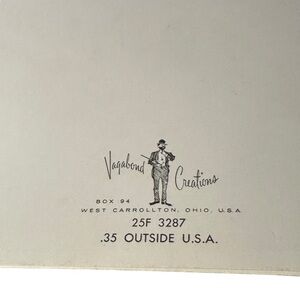 Vagabond Creations
BOX 94
WEST CARROLLTON, OHIO, U.S.A.
25F 3287
.35 OUTSIDE U.S.A.